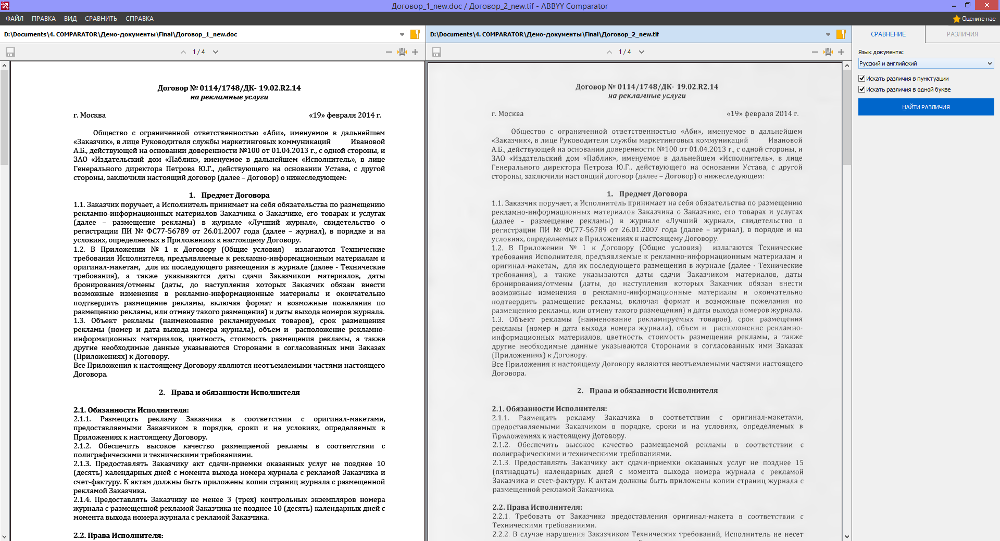 Договор_1_new.doc / Договор_2_new.tif - ABBYY Comparator
ФАЙЛ ПРАВКА ВИД СРАВНИТЬ СПРАВКА
Оцените нас
D:\Documents\4. COMPARATOR\Демо-документы\Final\Договор_1_new.doc
1 / 4
Договор № 0114/1748/ДК- 19.02.R2.14
на рекламные услуги
г. Москва «19» февраля 2014 г.
Общество с ограниченной ответственностью «Аби», именуемое в дальнейшем
«Заказчик», в лице Руководителя службы маркетинговых коммуникаций Ивановой
А.Б., действующей на основании доверенности №100 от 01.04.2013 г., с одной стороны, и
ЗАО «Издательский дом «Паблик», именуемое в дальнейшем «Исполнитель», в лице
Генерального директора Петрова Ю.Г., действующего на основании Устава, с другой
стороны, заключили настоящий договор (далее – Договор) о нижеследующем:
1. Предмет Договора
1.1. Заказчик поручает, а Исполнитель принимает на себя обязательства по размещению
рекламно-информационных материалов Заказчика о Заказчике, его товарах и услугах
(далее – размещение рекламы) в журнале «Лучший журнал», свидетельство о
регистрации ПИ № ФС77-56789 от 26.01.2007 года (далее – журнал), в порядке и на
условиях, определяемых в Приложениях к настоящему Договору.
1.2. В Приложении № 1 к Договору (Общие условия) излагаются Технические
требования Исполнителя, предъявляемые к рекламно-информационным материалам и
оригинал-макетам, для их последующего размещения в журнале (далее - Технические
требования), а также указываются даты сдачи Заказчиком материалов, даты
бронирования/отмены (даты, до наступления которых Заказчик обязан внести
возможные изменения в рекламно-информационные материалы и окончательно
подтвердить размещение рекламы, включая формат и возможные пожелания по
размещению рекламы, или отмену такого размещения) и даты выхода номеров журнала.
1.3. Объект рекламы (наименование рекламируемых товаров), срок размещения
рекламы (номер и дата выхода номера журнала), объем и расположение рекламно-
информационных материалов, цветность, стоимость размещения рекламы, а также
другие необходимые данные указываются Сторонами в согласованных ими Заказах
(Приложениях) к Договору.
Все Приложения к настоящему Договору являются неотъемлемыми частями настоящего
Договора.
2. Права и обязанности Исполнителя
2.1. Обязанности Исполнителя:
2.1.1. Размещать рекламу Заказчика в соответствии с оригинал-макетами,
предоставляемыми Заказчиком в порядке, сроки и на условиях, определяемых в
Приложениях к настоящему Договору.
2.1.2. Обеспечить высокое качество размещаемой рекламы в соответствии с
полиграфическими и техническими требованиями.
2.1.3. Предоставлять Заказчику акт сдачи-приемки оказанных услуг не позднее 10
(десять) календарных дней с момента выхода номера журнала с рекламой Заказчика и
счет-фактуру. К актам должны быть приложены копии страниц журнала с размещенной
рекламой Заказчика.
2.1.4. Предоставлять Заказчику не менее 3 (трех) контрольных экземпляров номера
журнала с размещенной рекламой Заказчика не позднее 10 (десять) календарных дней с
момента выхода номера журнала с рекламой Заказчика.
2.2. Права Исполнителя:
D:\Documents\4. COMPARATOR\Демо-документы\Final\Договор_2_new.tif
1 / 4
Договор № 0114/1748/ДК- 19.02.R2.14
на рекламные услуги
г. Москва «19» февраля 2014 г.
Общество с ограниченной ответственностью «Аби», именуемое в дальнейшем
«Заказчик», в лице Руководителя службы маркетинговых коммуникаций Ивановой
А.Б., действующей на основании доверенности №100 от 01.04.2013 г., с одной стороны, и
ЗАО «Издательский дом «Паблик», именуемое в дальнейшем «Исполнитель», в лице
Генерального директора Петрова Ю.Г., действующего на основании Устава, с другой
стороны, заключили настоящий договор (далее – Договор) о нижеследующем:
1. Предмет Договора
1.1. Заказчик поручает, а Исполнитель принимает на себя обязательства по размещению
рекламно-информационных материалов Заказчика о Заказчике, его товарах и услугах
(далее – размещение рекламы) в журнале «Лучший журнал», свидетельство о
регистрации ПИ № ФС77-56789 от 26.01.2007 года (далее – журнал), в порядке и на
условиях, определяемых в Приложениях к настоящему Договору.
1.2. В Приложении № 1 к Договору (Общие условия) излагаются Технические
требования Исполнителя, предъявляемые к рекламно-информационным материалам и
оригинал-макетам, для их последующего размещения в журнале (далее - Технические
требования), а также указываются даты сдачи Заказчиком материалов, даты
бронирования/отмены (даты, до наступления которых Заказчик обязан внести
возможные изменения в рекламно-информационные материалы и окончательно
подтвердить размещение рекламы, включая формат и возможные пожелания по
размещению рекламы, или отмену такого размещения) и даты выхода номеров журнала.
1.3. Объект рекламы (наименование рекламируемых товаров), срок размещения
рекламы (номер и дата выхода номера журнала), объем и расположение рекламно-
информационных материалов, цветность, стоимость размещения рекламы, а также
другие необходимые данные указываются Сторонами в согласованных ими Заказах
(Приложениях) к Договору.
Все Приложения к настоящему Договору являются неотъемлемыми частями настоящего
Договора.
2. Права и обязанности Исполнителя
2.1. Обязанности Исполнителя:
2.1.1. Размещать рекламу Заказчика в соответствии с оригинал-макетами,
предоставляемыми Заказчиком в порядке, сроки и на условиях, определяемых в
Приложениях к настоящему Договору.
2.1.2. Обеспечить высокое качество размещаемой рекламы в соответствии с
полиграфическими и техническими требованиями.
2.1.3. Предоставлять Заказчику акт сдачи-приемки оказанных услуг не позднее 15
(пятнадцать) календарных дней с момента выхода номера журнала с рекламой
Заказчика и счет-фактуру. К актам должны быть приложены копии страниц журнала с
размещенной рекламой Заказчика.
2.2. Права Исполнителя:
2.2.1. Требовать от Заказчика предоставления оригинал-макета в соответствии с
Техническими требованиями.
2.2.2. В случае нарушения Заказчиком Технических требований, Исполнитель не несет
СРАВНЕНИЕ РАЗЛИЧИЯ
Язык документа:
Русский и английский
Искать различия в пунктуации
Искать различия в одной букве
НАЙТИ РАЗЛИЧИЯ